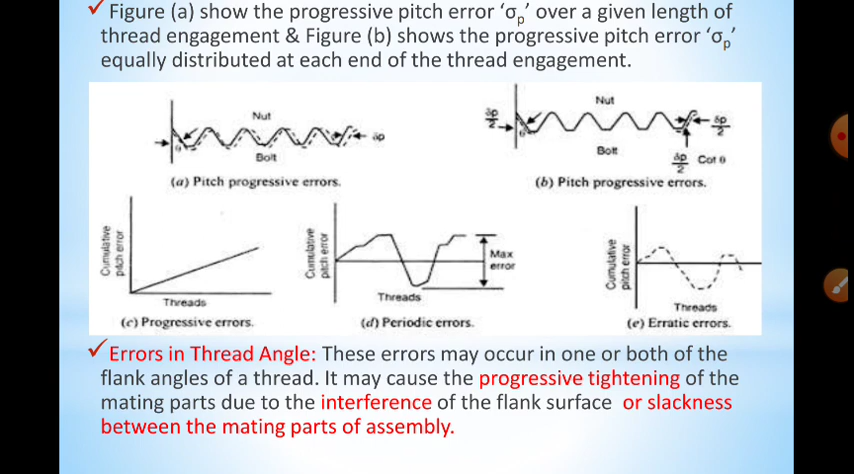 ✓ Figure (a) show the progressive pitch error ‘σp’ over a given length of
thread engagement & Figure (b) shows the progressive pitch error ‘σp’
equally distributed at each end of the thread engagement.
Nut
Bolt
δp
(a) Pitch progressive errors.
δp/2
Nut
Bolt
δp/2
δp/2 Cot θ
(b) Pitch progressive errors.
Cumulative
pitch error
Threads
(c) Progressive errors.
Cumulative
pitch error
Threads
Max
error
(d) Periodic errors.
Cumulative
pitch error
Threads
(e) Erratic errors.
✓ Errors in Thread Angle: These errors may occur in one or both of the
flank angles of a thread. It may cause the progressive tightening of the
mating parts due to the interference of the flank surface or slackness
between the mating parts of assembly.